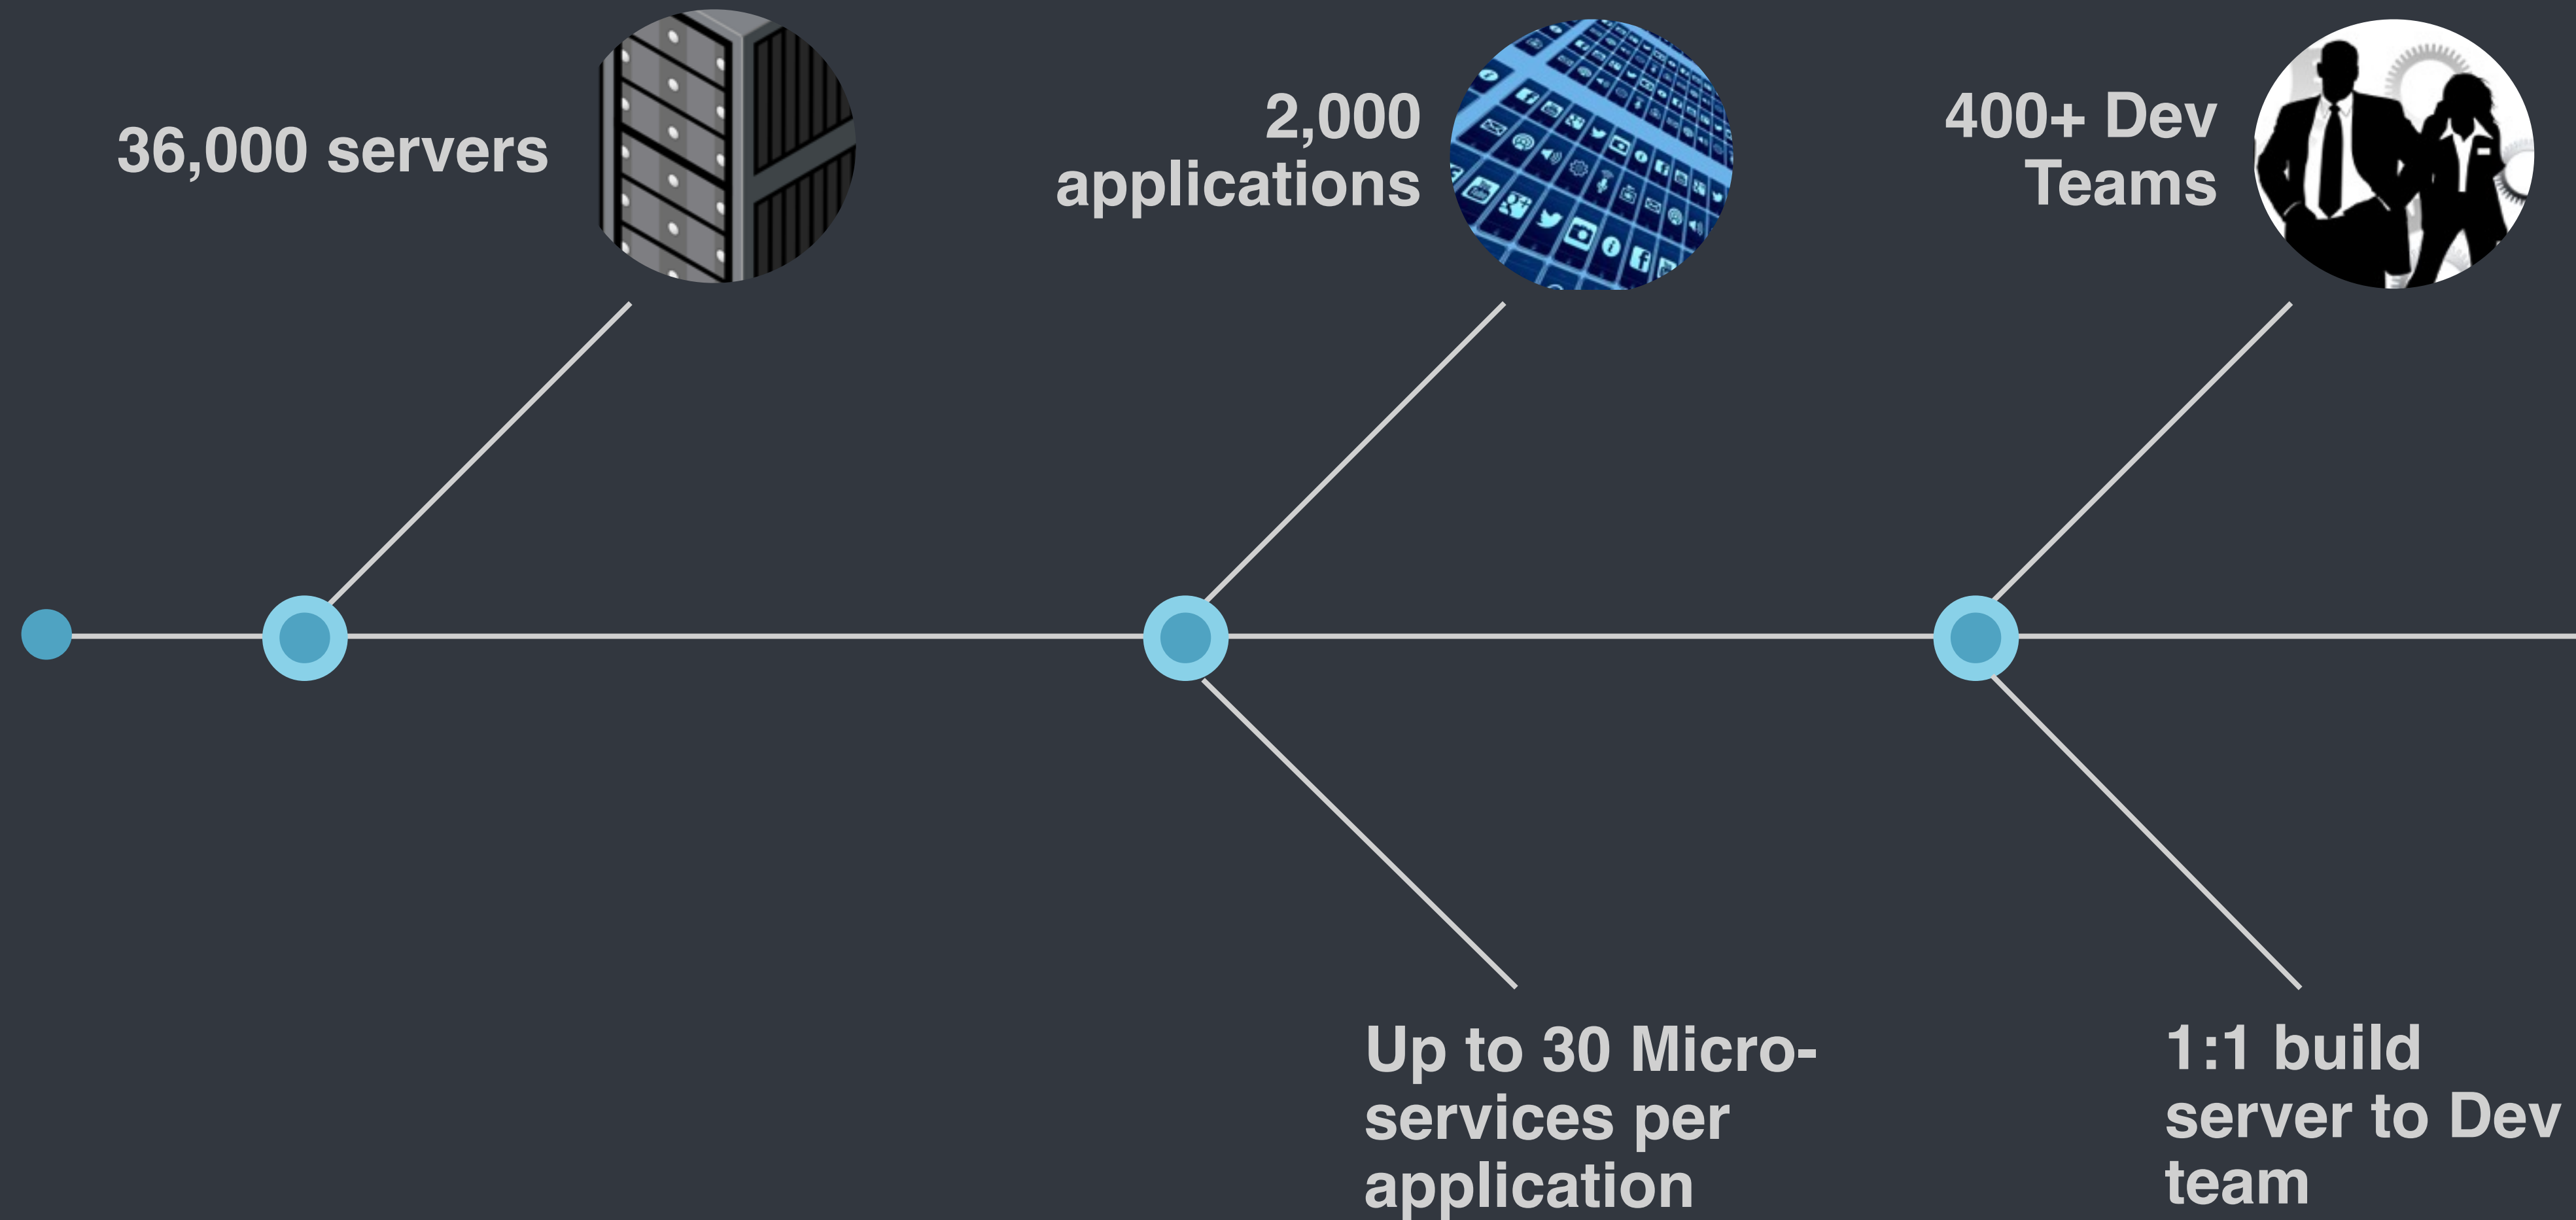 36,000 servers
2,000
applications
400+ Dev
Teams
Up to 30 Micro-
services per
application
1:1 build
server to Dev
team